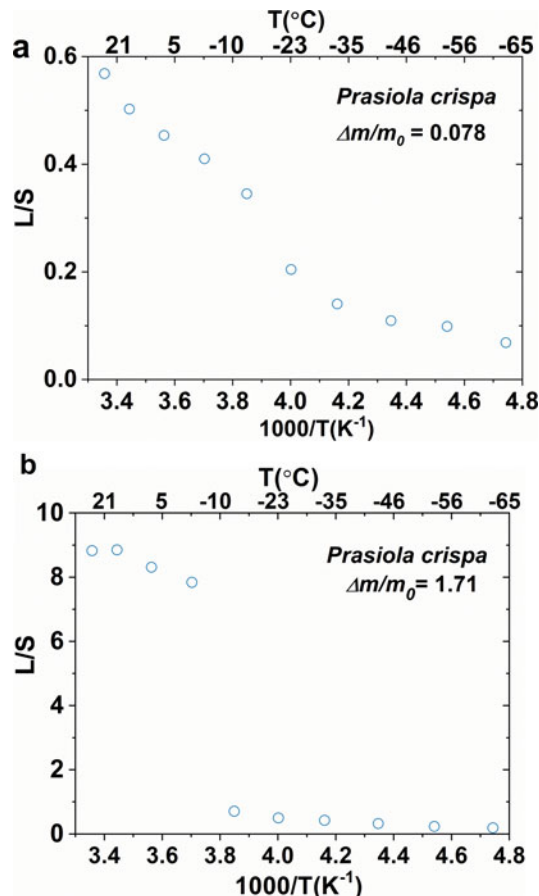 a
T(°C)
21 5 -10 -23 -35 -46 -56 -65
0.6
0.4
0.2
0.0
L/S
Prasiola crispa
Δm/m0 = 0.078
3.4 3.6 3.8 4.0 4.2 4.4 4.6 4.8
1000/T(K-1)
b
T(°C)
21 5 -10 -23 -35 -46 -56 -65
10
8
6
4
2
0
L/S
Prasiola crispa
Δm/m0= 1.71
3.4 3.6 3.8 4.0 4.2 4.4 4.6 4.8
1000/T(K-1)